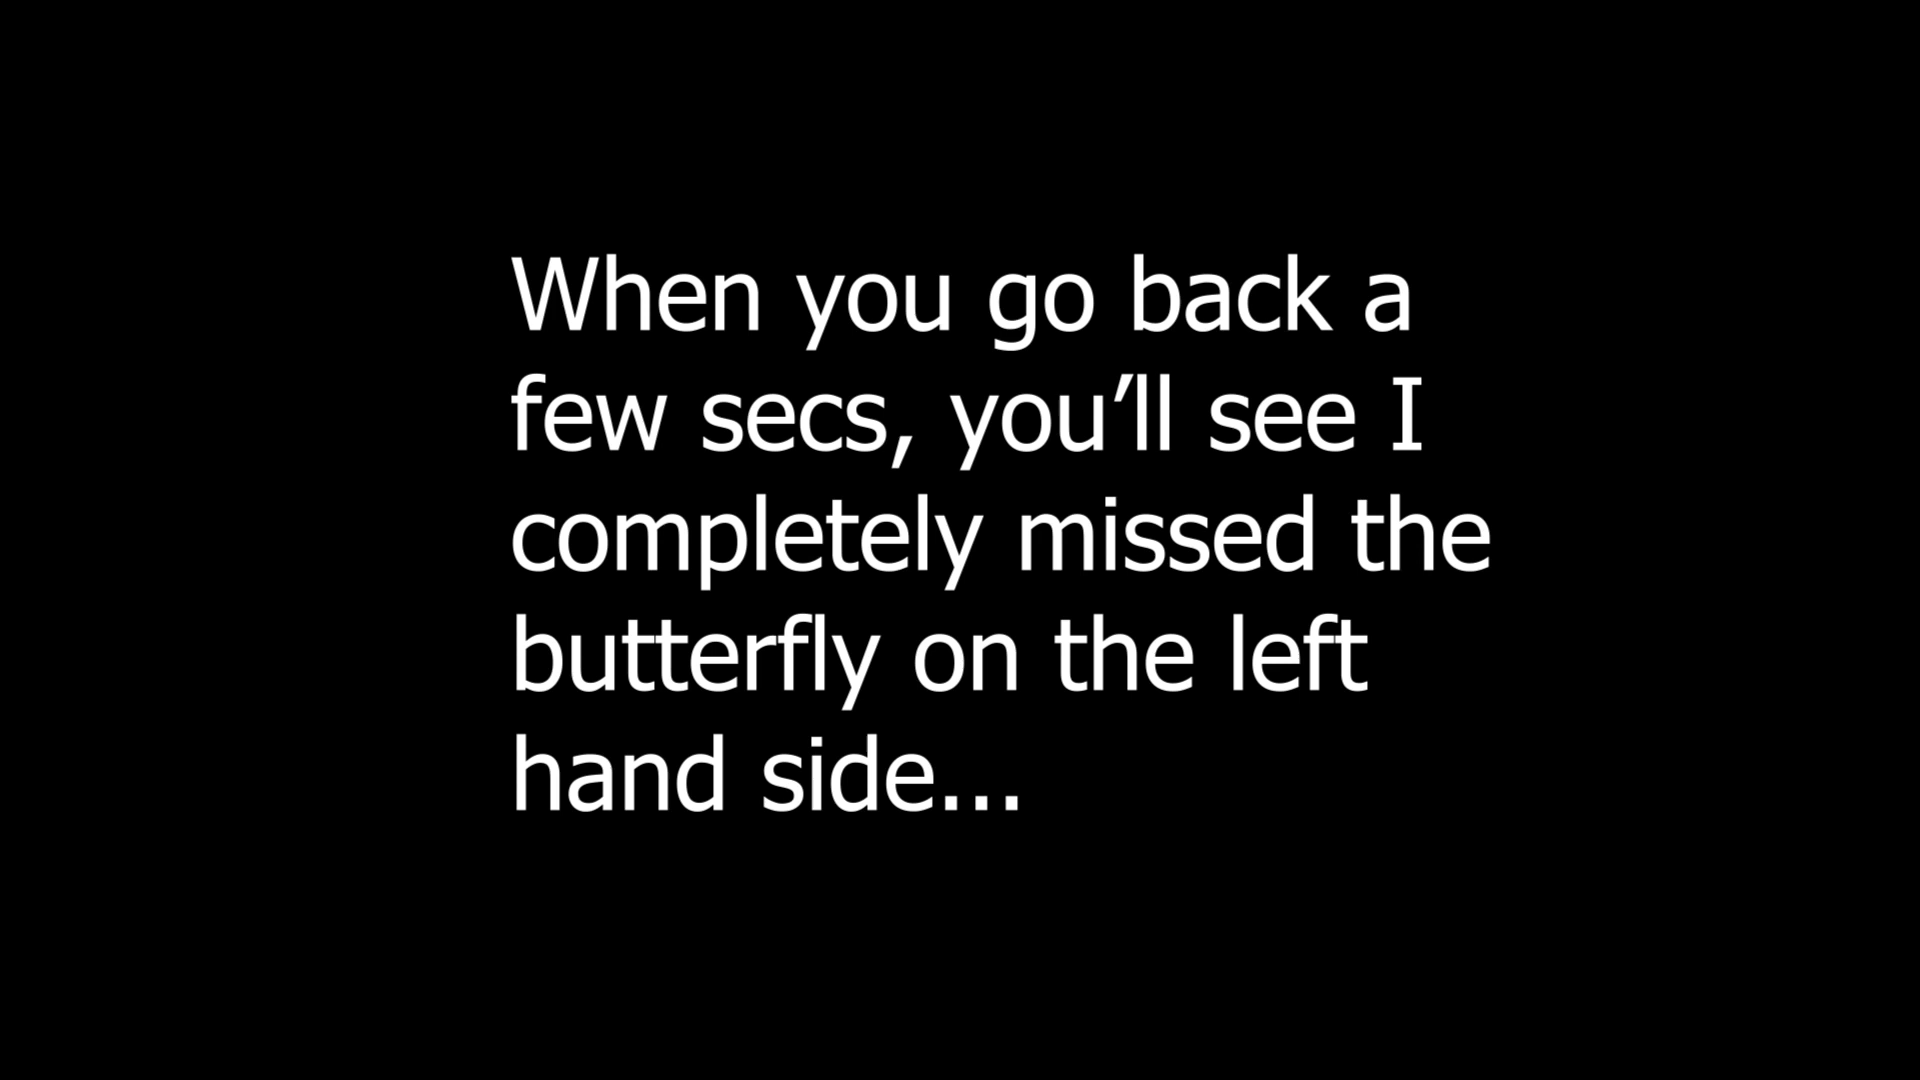 When you go back a
few secs, you’ll see I
completely missed the
butterfly on the left
hand side...